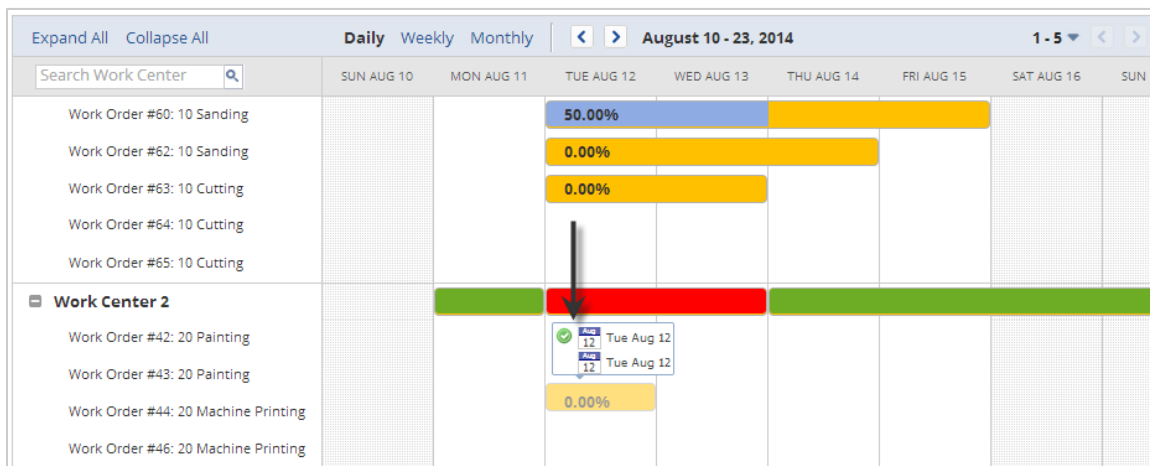 Expand All Collapse All Daily Weekly Monthly August 10 - 23, 2014 1 - 5
Search Work Center SUN AUG 10 MON AUG 11 TUE AUG 12 WED AUG 13 THU AUG 14 FRI AUG 15 SAT AUG 16 SUN
Work Order #60: 10 Sanding 50.00%
Work Order #62: 10 Sanding 0.00%
Work Order #63: 10 Cutting 0.00%
Work Order #64: 10 Cutting
Work Order #65: 10 Cutting
Work Center 2
Work Order #42: 20 Painting Aug 12 Tue Aug 12
Aug 12 Tue Aug 12
Work Order #43: 20 Painting
Work Order #44: 20 Machine Printing 0.00%
Work Order #46: 20 Machine Printing